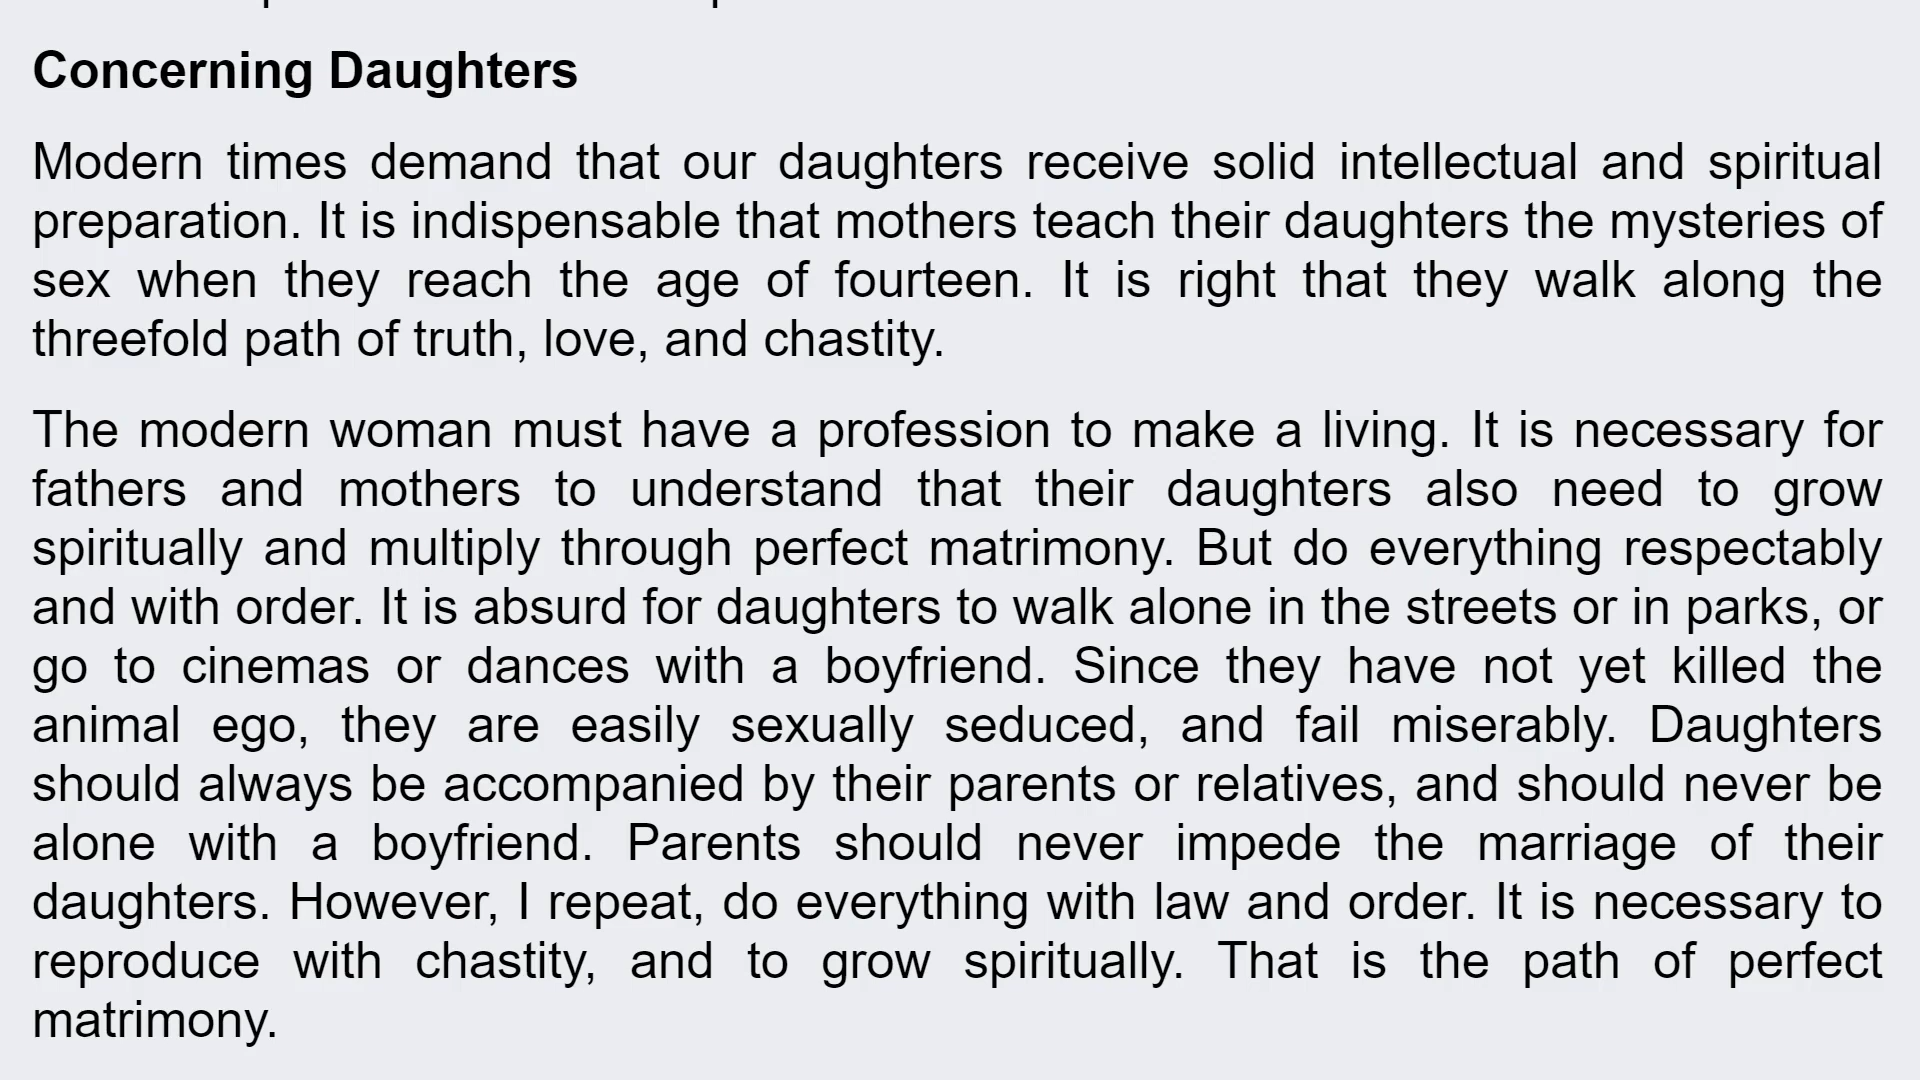 Concerning Daughters
Modern times demand that our daughters receive solid intellectual and spiritual
preparation. It is indispensable that mothers teach their daughters the mysteries of
sex when they reach the age of fourteen. It is right that they walk along the
threefold path of truth, love, and chastity.
The modern woman must have a profession to make a living. It is necessary for
fathers and mothers to understand that their daughters also need to grow
spiritually and multiply through perfect matrimony. But do everything respectably
and with order. It is absurd for daughters to walk alone in the streets or in parks, or
go to cinemas or dances with a boyfriend. Since they have not yet killed the
animal ego, they are easily sexually seduced, and fail miserably. Daughters
should always be accompanied by their parents or relatives, and should never be
alone with a boyfriend. Parents should never impede the marriage of their
daughters. However, I repeat, do everything with law and order. It is necessary to
reproduce with chastity, and to grow spiritually. That is the path of perfect
matrimony.